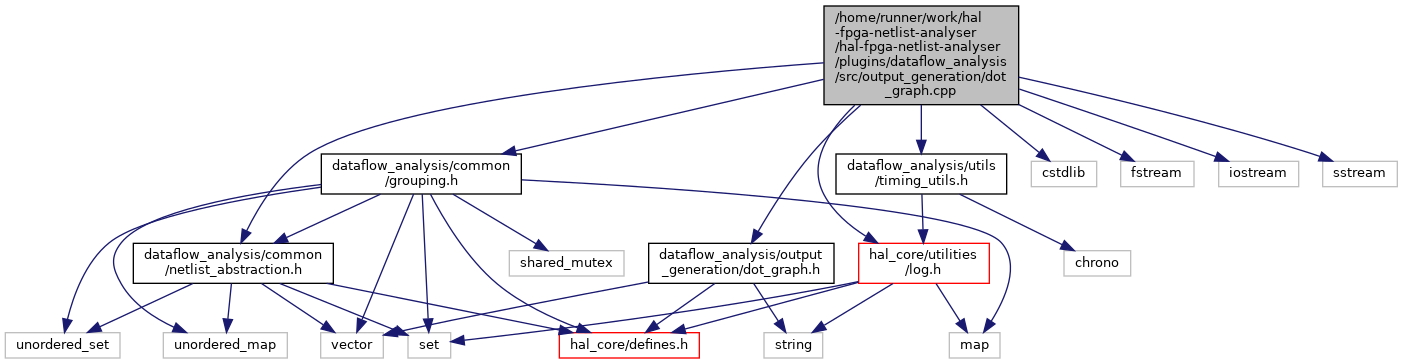 /home/runner/work/hal
-fpga-netlist-analyser
/hal-fpga-netlist-analyser
/plugins/dataflow_analysis
/src/output_generation/dot
_graph.cpp
dataflow_analysis/common
/grouping.h
dataflow_analysis/utils
/timing_utils.h
cstdlib
fstream
iostream
sstream
dataflow_analysis/common
/netlist_abstraction.h
shared_mutex
dataflow_analysis/output
_generation/dot_graph.h
hal_core/utilities
/log.h
chrono
unordered_set
unordered_map
vector
set
hal_core/defines.h
string
map